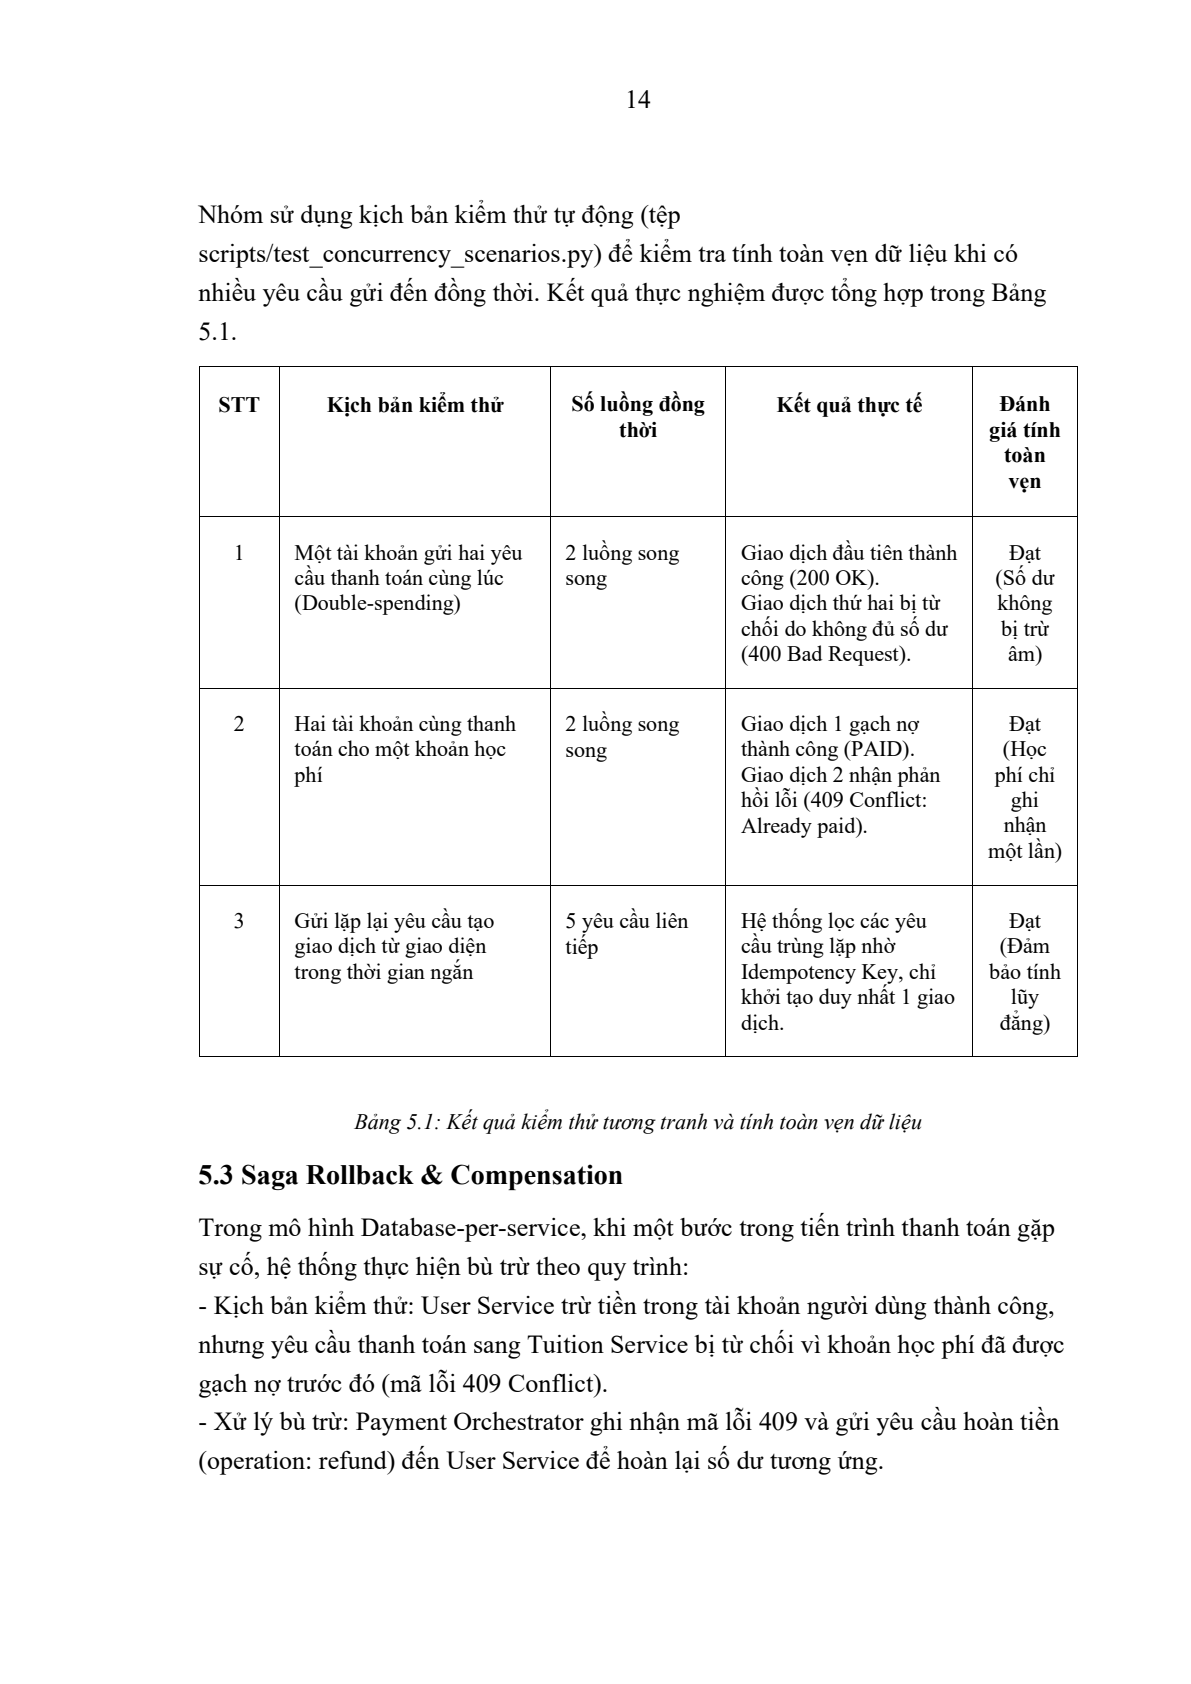 14
Nhóm sử dụng kịch bản kiểm thử tự động (tệp
scripts/test_concurrency_scenarios.py) để kiểm tra tính toàn vẹn dữ liệu khi có
nhiều yêu cầu gửi đến đồng thời. Kết quả thực nghiệm được tổng hợp trong Bảng
5.1.
STT
Kịch bản kiểm thử
Số luồng đồng
thời
Kết quả thực tế
Đánh
giá tính
toàn
vẹn
1
Một tài khoản gửi hai yêu
cầu thanh toán cùng lúc
(Double-spending)
2 luồng song
song
Giao dịch đầu tiên thành
công (200 OK).
Giao dịch thứ hai bị từ
chối do không đủ số dư
(400 Bad Request).
Đạt
(Số dư
không
bị trừ
âm)
2
Hai tài khoản cùng thanh
toán cho một khoản học
phí
2 luồng song
song
Giao dịch 1 gạch nợ
thành công (PAID).
Giao dịch 2 nhận phản
hồi lỗi (409 Conflict:
Already paid).
Đạt
(Học
phí chỉ
ghi
nhận
một lần)
3
Gửi lặp lại yêu cầu tạo
giao dịch từ giao diện
trong thời gian ngắn
5 yêu cầu liên
tiếp
Hệ thống lọc các yêu
cầu trùng lặp nhờ
Idempotency Key, chỉ
khởi tạo duy nhất 1 giao
dịch.
Đạt
(Đảm
bảo tính
lũy
đẳng)
Bảng 5.1: Kết quả kiểm thử tương tranh và tính toàn vẹn dữ liệu
5.3 Saga Rollback & Compensation
Trong mô hình Database-per-service, khi một bước trong tiến trình thanh toán gặp
sự cố, hệ thống thực hiện bù trừ theo quy trình:
- Kịch bản kiểm thử: User Service trừ tiền trong tài khoản người dùng thành công,
nhưng yêu cầu thanh toán sang Tuition Service bị từ chối vì khoản học phí đã được
gạch nợ trước đó (mã lỗi 409 Conflict).
- Xử lý bù trừ: Payment Orchestrator ghi nhận mã lỗi 409 và gửi yêu cầu hoàn tiền
(operation: refund) đến User Service để hoàn lại số dư tương ứng.